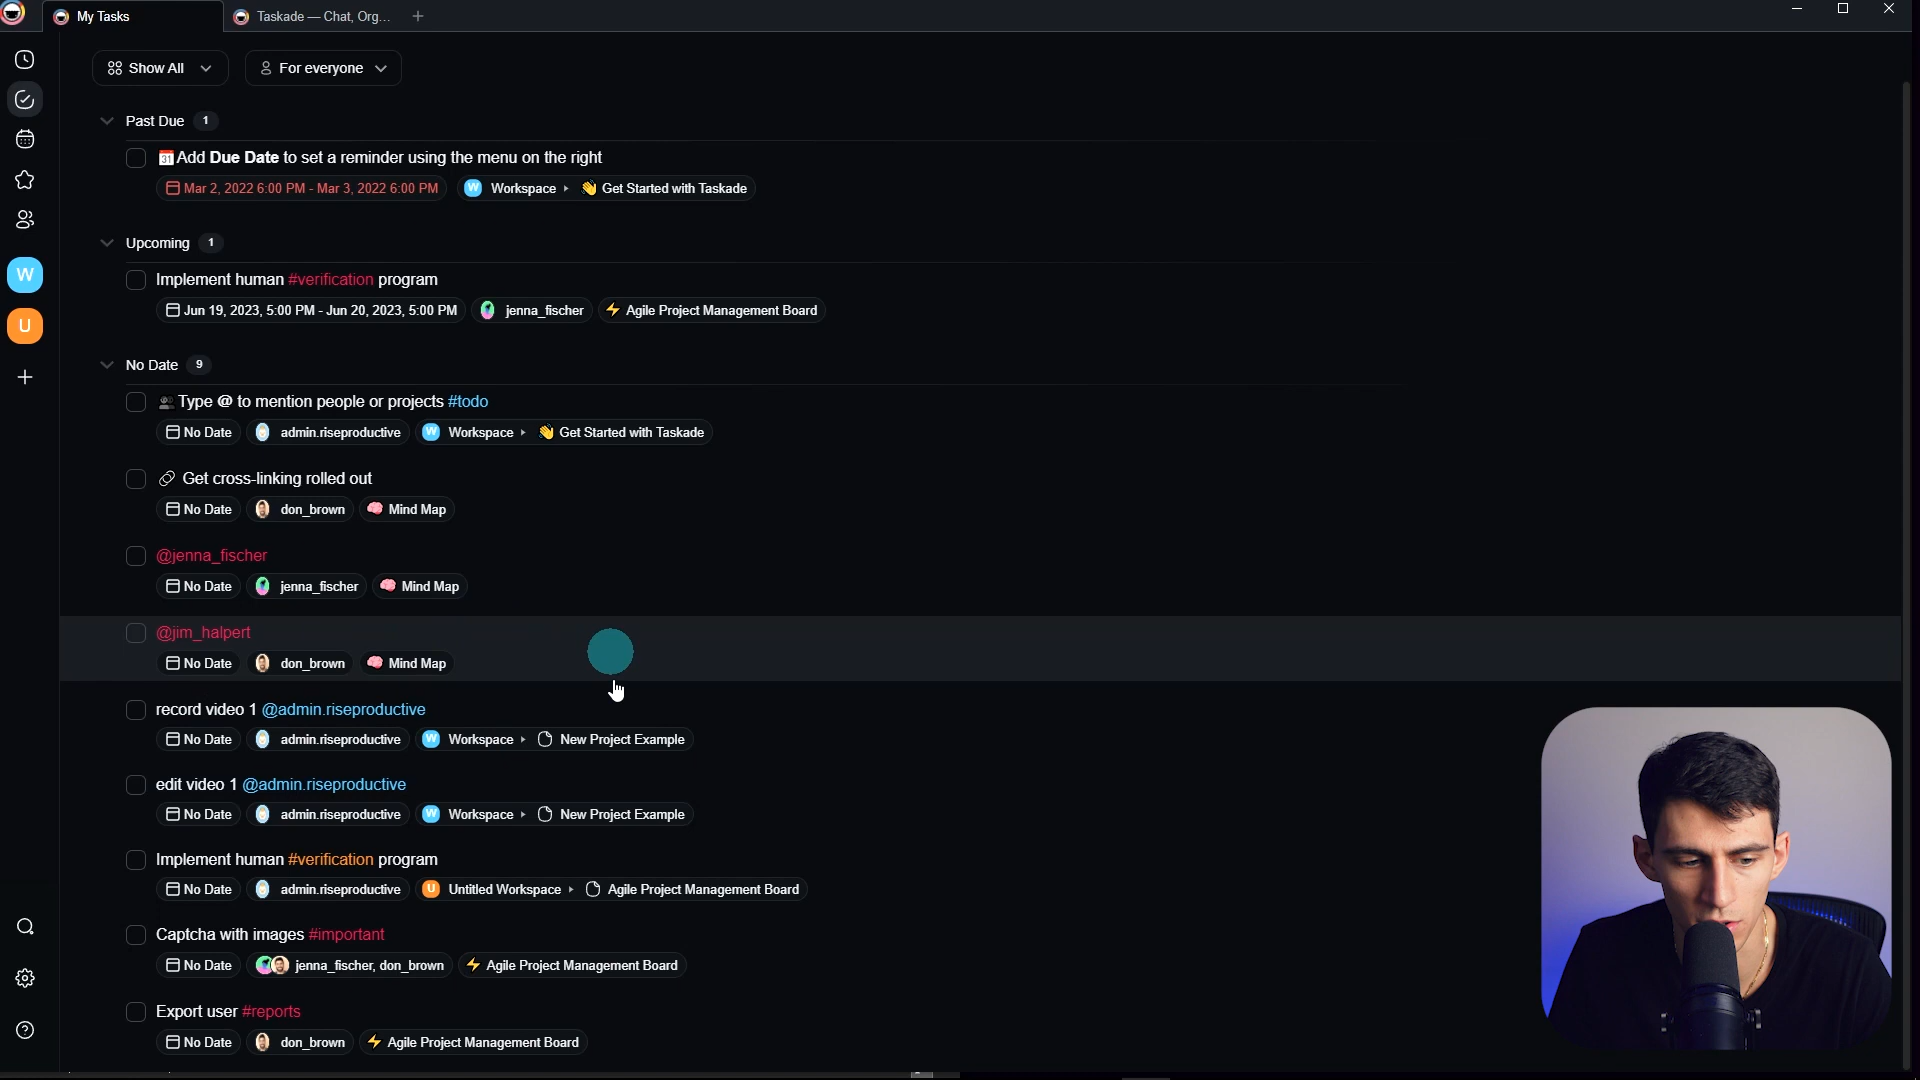 My Tasks
Taskade — Chat, Org...
Show All
For everyone
Past Due 1
Add Due Date to set a reminder using the menu on the right
Mar 2, 2022 6:00 PM - Mar 3, 2022 6:00 PM W Workspace Get Started with Taskade
Upcoming 1
Implement human #verification program
Jun 19, 2023, 5:00 PM - Jun 20, 2023, 5:00 PM jenna_fischer Agile Project Management Board
W
U
No Date 9
Type @ to mention people or projects #todo
No Date admin.riseproductive W Workspace Get Started with Taskade
Get cross-linking rolled out
No Date don_brown Mind Map
@jenna_fischer
No Date jenna_fischer Mind Map
@jim_halpert
No Date don_brown Mind Map
record video 1 @admin.riseproductive
No Date admin.riseproductive W Workspace New Project Example
edit video 1 @admin.riseproductive
No Date admin.riseproductive W Workspace New Project Example
Implement human #verification program
No Date admin.riseproductive U Untitled Workspace Agile Project Management Board
Captcha with images #important
No Date jenna_fischer, don_brown Agile Project Management Board
Export user #reports
No Date don_brown Agile Project Management Board